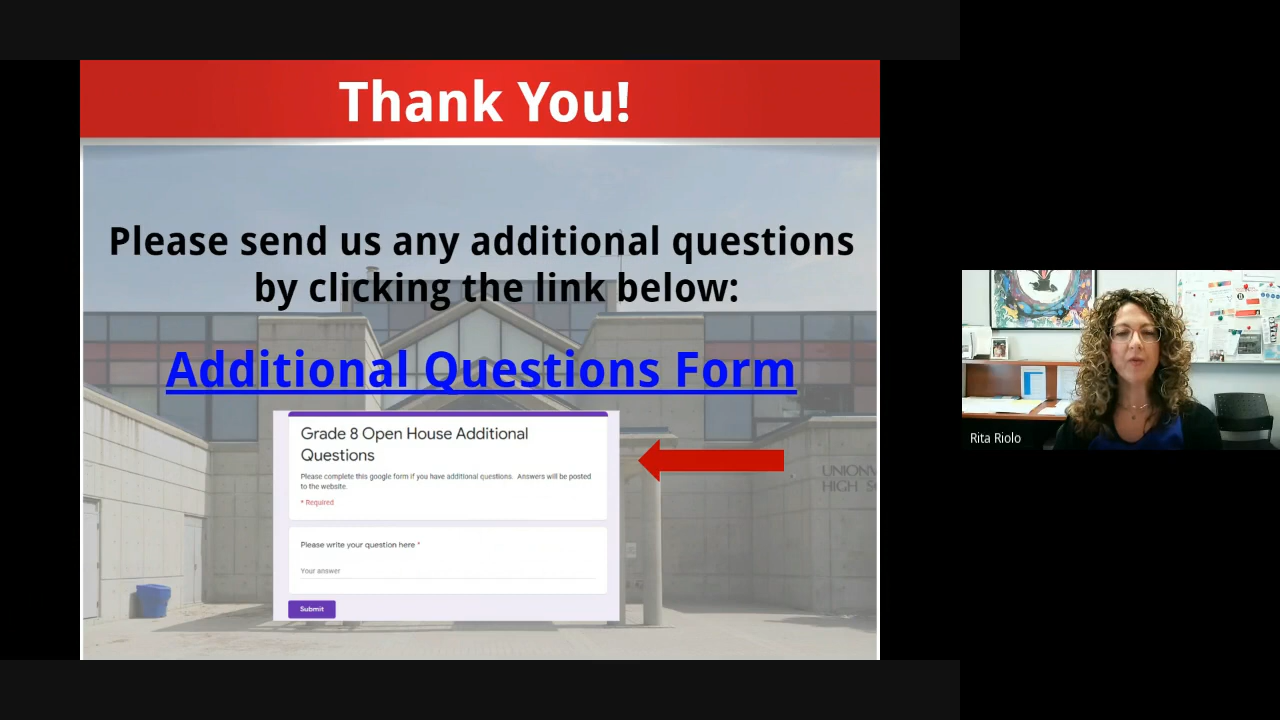 Thank You!
Please send us any additional questions
by clicking the link below:
Additional Questions Form
Grade 8 Open House Additional
Questions
Please complete this google form if you have additional questions. Answers will be posted
to the website.
* Required
Please write your question here *
Your answer
Submit
HIGH
Rita Riolo